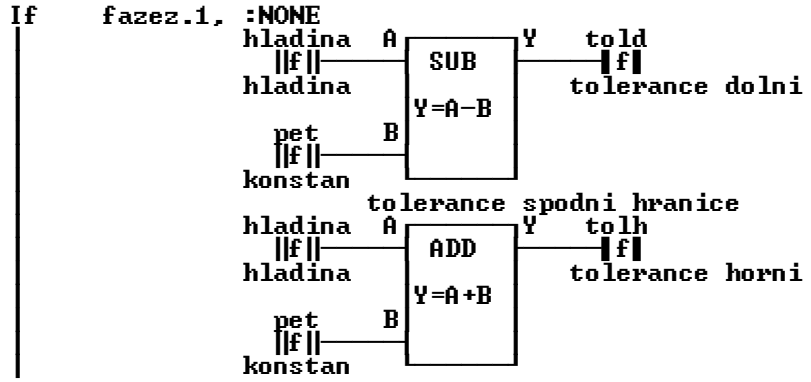 If fazez.1, :NONE
hladina A Y told
||f|| SUB f
hladina tolerance dolni
Y=A-B
pet B
||f||
konstan
tolerance spodni hranice
hladina A Y tolh
||f|| ADD f
hladina tolerance horni
Y=A+B
pet B
||f||
konstan